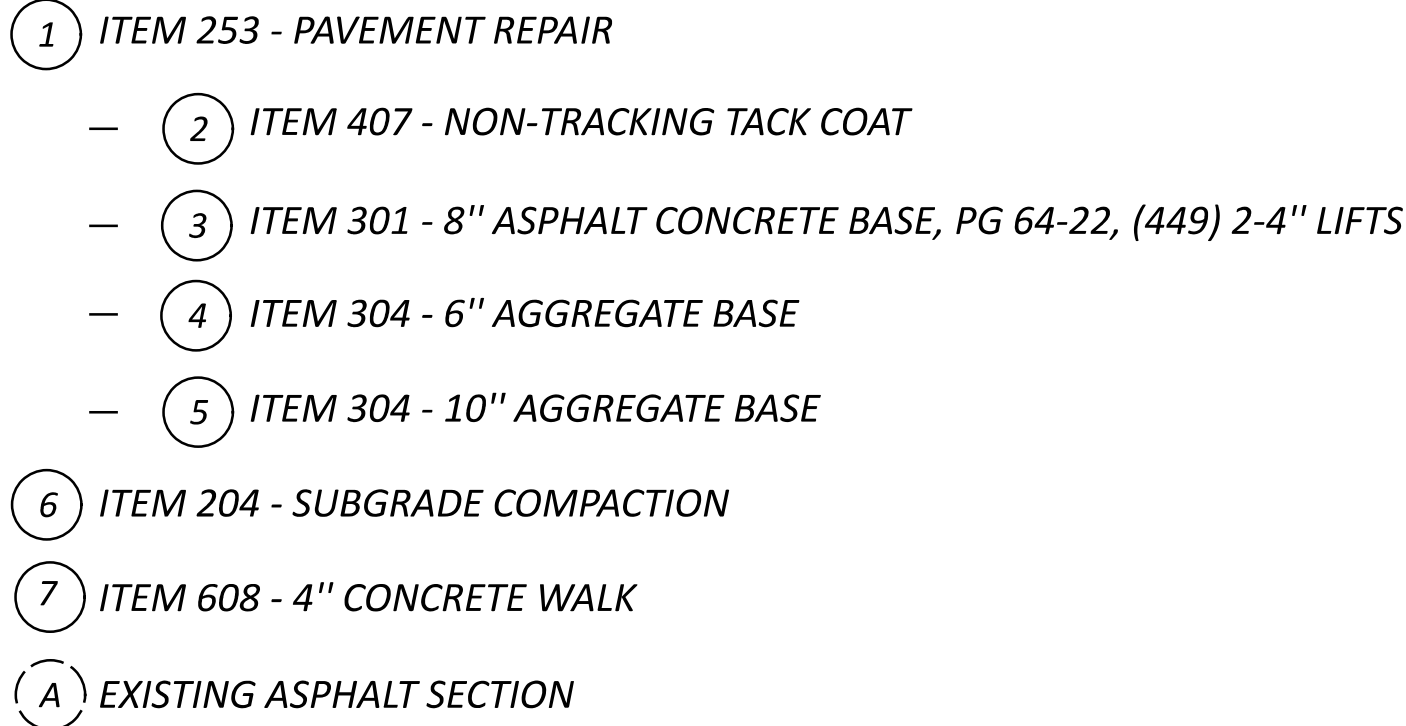 1 ITEM 253 - PAVEMENT REPAIR
— 2 ITEM 407 - NON-TRACKING TACK COAT
— 3 ITEM 301 - 8" ASPHALT CONCRETE BASE, PG 64-22, (449) 2-4" LIFTS
— 4 ITEM 304 - 6" AGGREGATE BASE
— 5 ITEM 304 - 10" AGGREGATE BASE
6 ITEM 204 - SUBGRADE COMPACTION
7 ITEM 608 - 4" CONCRETE WALK
A EXISTING ASPHALT SECTION